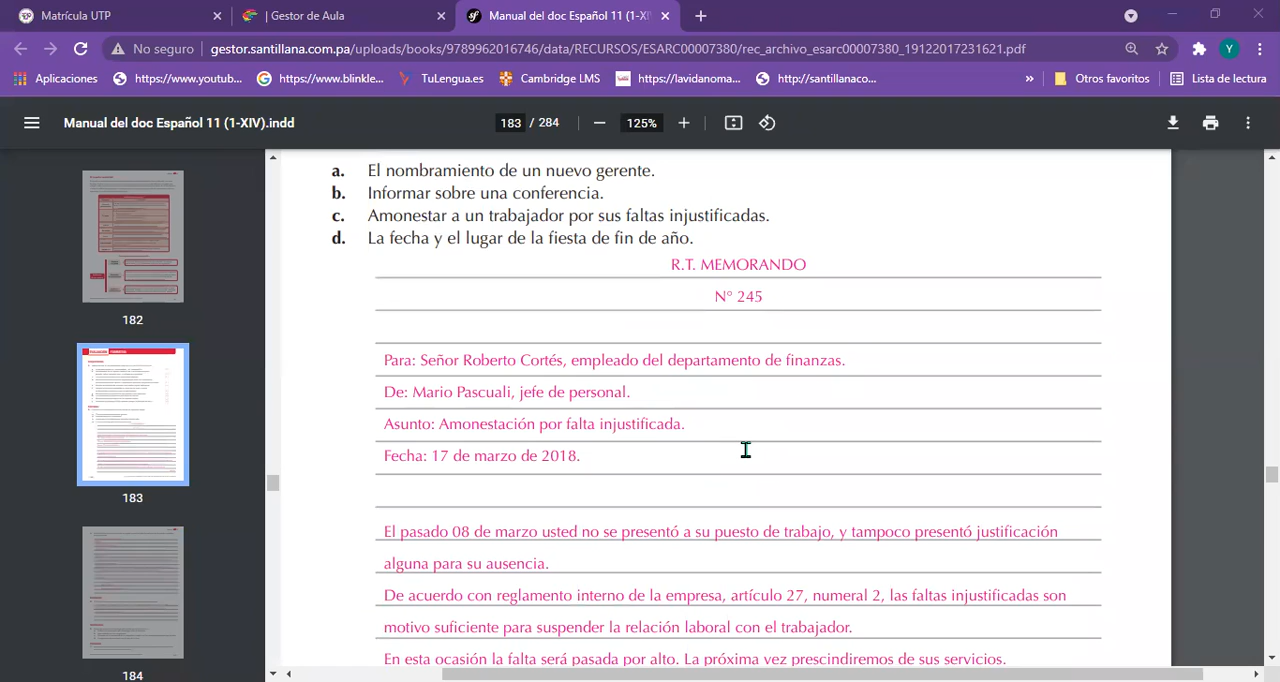 Matrícula UTP
Gestor de Aula
Manual del doc Español 11 (1-XI
No seguro
gestor.santillana.com.pa/uploads/books/9789962016746/data/RECURSOS/ESARC00007380/rec_archivo_esarc00007380_19122017231621.pdf
Y
Aplicaciones
https://www.youtub...
https://www.blinkle...
TuLengua.es
Cambridge LMS
https://lavidanoma...
http://santillanaco...
»
Otros favoritos
Lista de lectura
Manual del doc Español 11 (1-XIV).indd
183 / 284
125%
182
183
184
a. El nombramiento de un nuevo gerente.
b. Informar sobre una conferencia.
c. Amonestar a un trabajador por sus faltas injustificadas.
d. La fecha y el lugar de la fiesta de fin de año.
R.T. MEMORANDO
N° 245
Para: Señor Roberto Cortés, empleado del departamento de finanzas.
De: Mario Pascuali, jefe de personal.
Asunto: Amonestación por falta injustificada.
Fecha: 17 de marzo de 2018.
El pasado 08 de marzo usted no se presentó a su puesto de trabajo, y tampoco presentó justificación
alguna para su ausencia.
De acuerdo con reglamento interno de la empresa, artículo 27, numeral 2, las faltas injustificadas son
motivo suficiente para suspender la relación laboral con el trabajador.
En esta ocasión la falta será pasada por alto. La próxima vez prescindiremos de sus servicios.